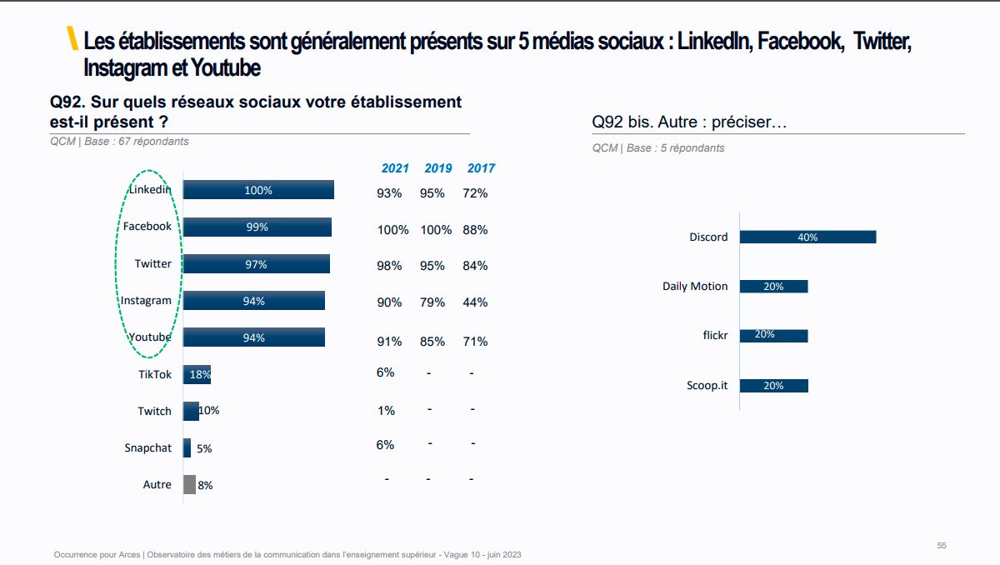 Les établissements sont généralement présents sur 5 médias sociaux : LinkedIn, Facebook, Twitter,
Instagram et Youtube
Q92. Sur quels réseaux sociaux votre établissement
est-il présent ?
QCM | Base : 67 répondants
2021 2019 2017
Linkedin 100% 93% 95% 72%
Facebook 99% 100% 100% 88%
Twitter 97% 98% 95% 84%
Instagram 94% 90% 79% 44%
Youtube 94% 91% 85% 71%
TikTok 18% 6% - -
Twitch 10% 1% - -
Snapchat 5% 6% - -
Autre 8% - - -
Q92 bis. Autre : préciser…
QCM | Base : 5 répondants
Discord 40%
Daily Motion 20%
flickr 20%
Scoop.it 20%
Occurrence pour Arces | Observatoire des métiers de la communication dans l'enseignement supérieur - Vague 10 - juin 2023
55